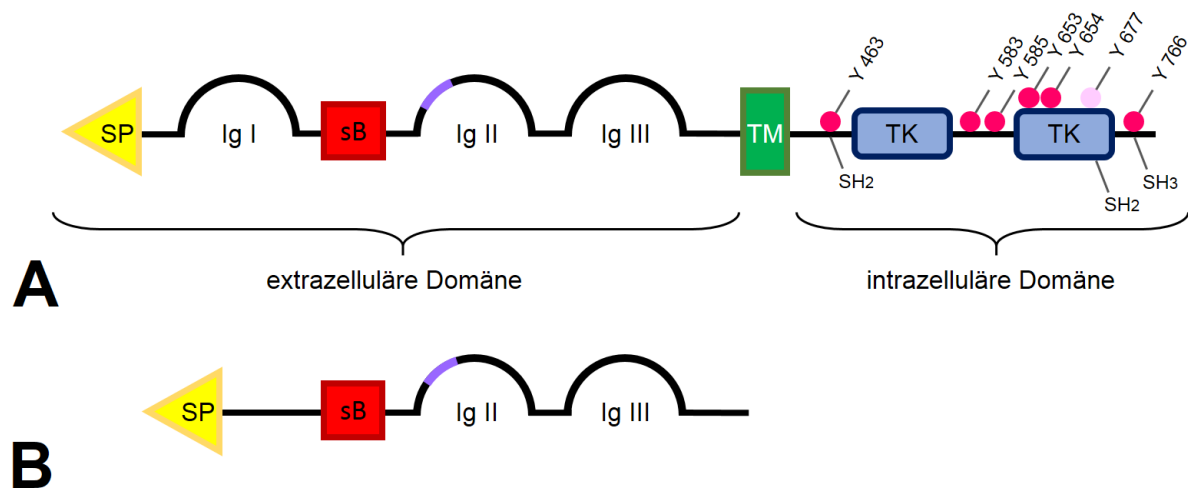 Y 463
Y 583
Y 585
Y 653
Y 654
Y 677
Y 766
SP
Ig I
sB
Ig II
Ig III
TM
TK
TK
SH2
SH2
SH3
extrazelluläre Domäne
intrazelluläre Domäne
A
SP
sB
Ig II
Ig III
B